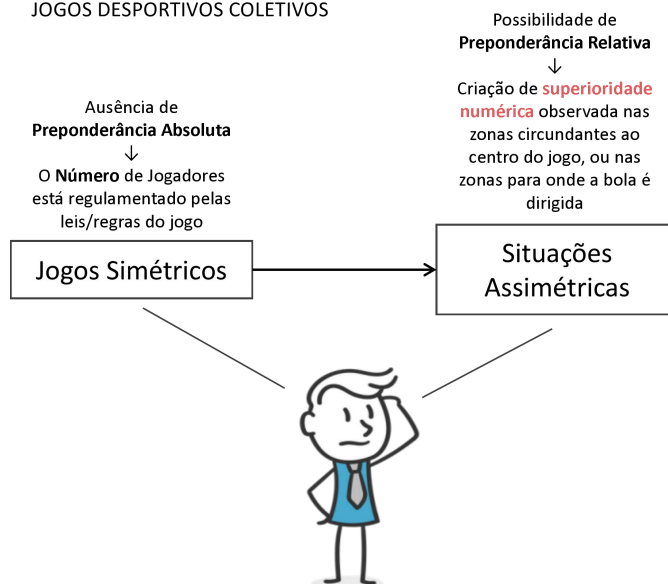 JOGOS DESPORTIVOS COLETIVOS
Ausência de
Preponderância Absoluta
↓
O Número de Jogadores
está regulamentado pelas
leis/regras do jogo
Jogos Simétricos
Possibilidade de
Preponderância Relativa
↓
Criação de superioridade
numérica observada nas
zonas circundantes ao
centro do jogo, ou nas
zonas para onde a bola é
dirigida
Situações
Assimétricas